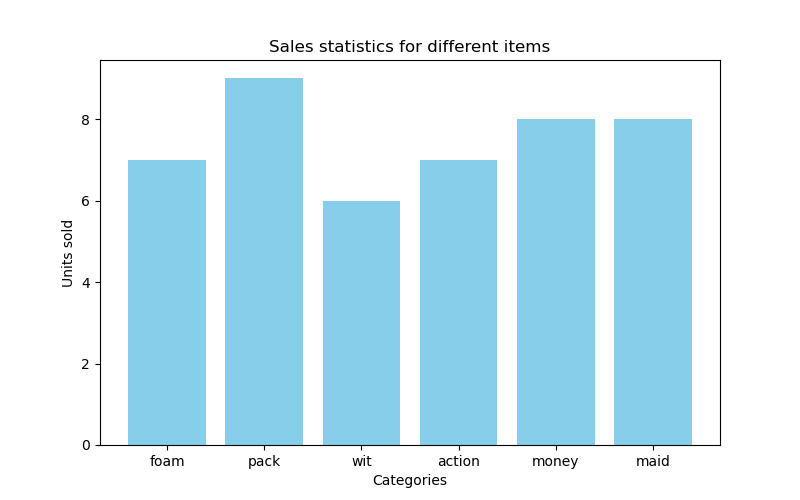 Sales statistics for different items
8
6
4
2
0
Units sold
foam pack wit action money maid
Categories